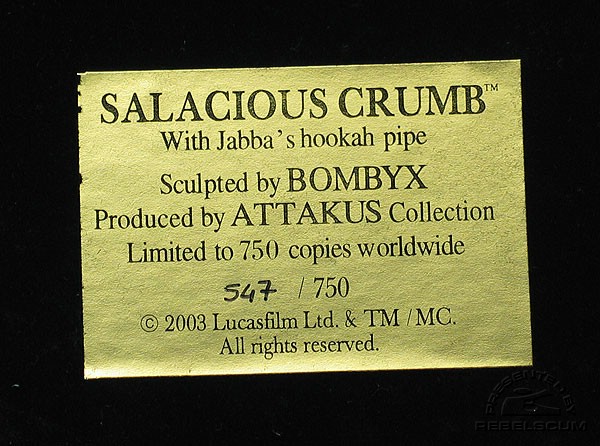 SALACIOUS CRUMB™
With Jabba's hookah pipe
Sculpted by BOMBYX
Produced by ATTAKUS Collection
Limited to 750 copies worldwide
547 / 750
© 2003 Lucasfilm Ltd. & TM / MC.
All rights reserved.
REBELSCUM